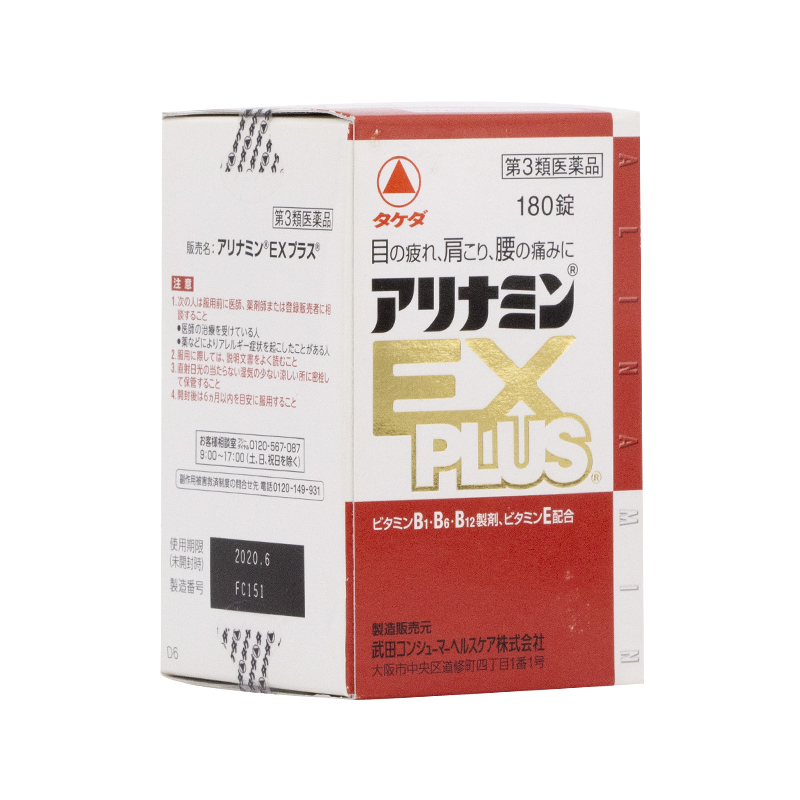 第3類医薬品
販売名:アリナミン®EXプラス®
注意
1.次の人は服用前に医師、薬剤師または登録販売者に相
談すること
●医師の治療を受けている人
●薬などによりアレルギー症状を起こしたことがある人
2.服用に際しては、説明文書をよく読むこと
3.直射日光の当たらない湿気の少ない涼しい所に密栓し
て保管すること
4.開封後は6ヵ月以内を目安に服用すること
お客様相談室 フリーダイヤル 0120-567-087
9:00～17:00(土、日、祝日を除く)
副作用被害救済制度の問合せ先 電話0120-149-931
使用期限
(未開封時)
2020.6
製造番号
FC151
06
タケダ
第3類医薬品
180錠
目の疲れ、肩こり、腰の痛みに
アリナミン®
EX
PLUS®
ビタミンB1・B6・B12製剤、ビタミンE配合
製造販売元
武田コンシューマーヘルスケア株式会社
大阪市中央区道修町四丁目1番1号
ALINAMIN